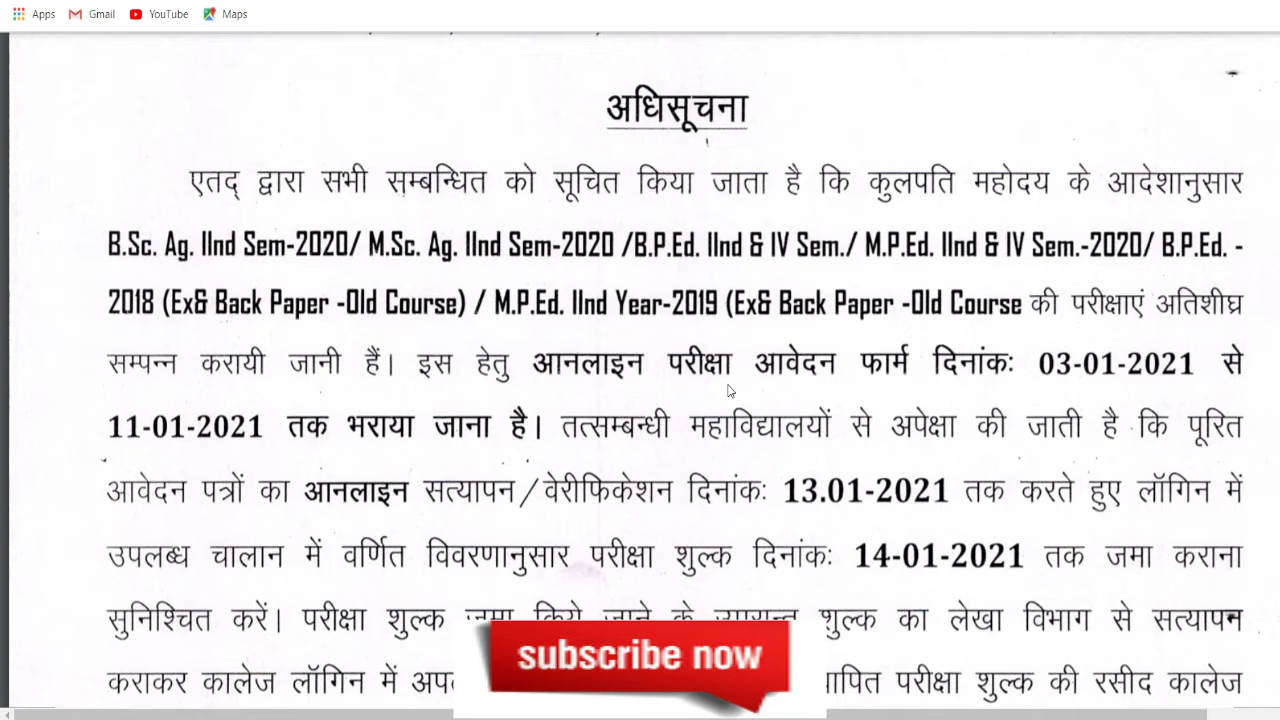 Apps Gmail YouTube Maps
अधिसूचना
एतद् द्वारा सभी सम्बन्धित को सूचित किया जाता है कि कुलपति महोदय के आदेशानुसार
B.Sc. Ag. IInd Sem-2020/ M.Sc. Ag. IInd Sem-2020 /B.P.Ed. IInd & IV Sem./ M.P.Ed. IInd & IV Sem.-2020/ B.P.Ed. -
2018 (Ex& Back Paper -Old Course) / M.P.Ed. IInd Year-2019 (Ex& Back Paper -Old Course की परीक्षाएं अतिशीघ्र
सम्पन्न करायी जानी हैं। इस हेतु आनलाइन परीक्षा आवेदन फार्म दिनांकः 03-01-2021 से
11-01-2021 तक भराया जाना है। तत्सम्बन्धी महाविद्यालयों से अपेक्षा की जाती है कि पूरित
आवेदन पत्रों का आनलाइन सत्यापन/वेरीफिकेशन दिनांकः 13.01-2021 तक करते हुए लॉगिन में
उपलब्ध चालान में वर्णित विवरणानुसार परीक्षा शुल्क दिनांकः 14-01-2021 तक जमा कराना
सुनिश्चित करें। परीक्षा शुल्क जमा किये जाने के उपरान्त शुल्क का लेखा विभाग से सत्यापन
कराकर कालेज लॉगिन में परीक्षा शुल्क की रसीद कालेज
subscribe now